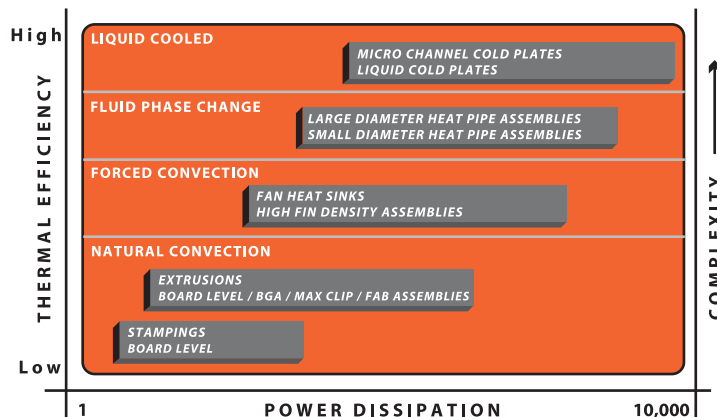 High
LIQUID COOLED
MICRO CHANNEL COLD PLATES
LIQUID COLD PLATES
FLUID PHASE CHANGE
LARGE DIAMETER HEAT PIPE ASSEMBLIES
SMALL DIAMETER HEAT PIPE ASSEMBLIES
FORCED CONVECTION
FAN HEAT SINKS
HIGH FIN DENSITY ASSEMBLIES
NATURAL CONVECTION
EXTRUSIONS
BOARD LEVEL / BGA / MAX CLIP / FAB ASSEMBLIES
STAMPINGS
BOARD LEVEL
Low
THERMAL EFFICIENCY
COMPLEXITY
1
POWER DISSIPATION
10,000